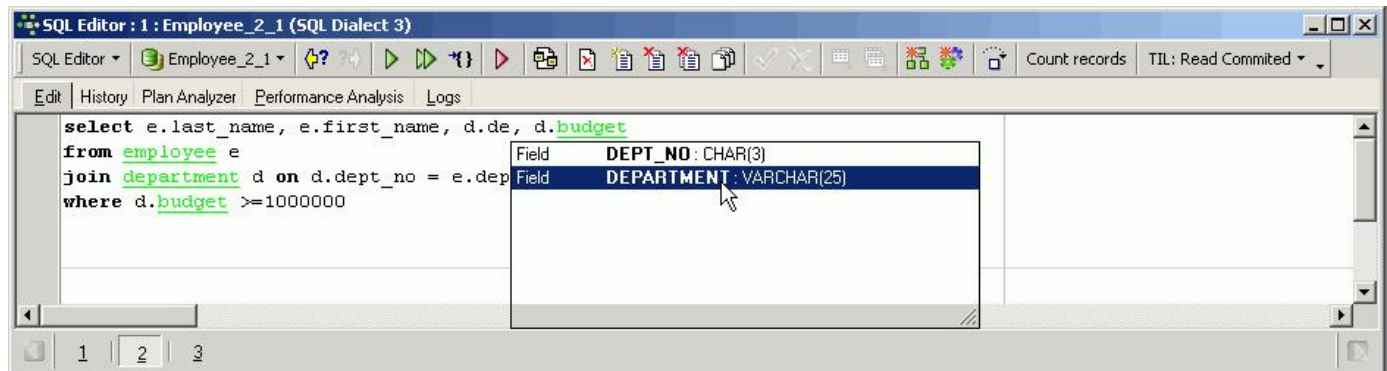 SQL Editor : 1 : Employee_2_1 (SQL Dialect 3)
SQL Editor Employee_2_1 Count records TIL: Read Commited
Edit History Plan Analyzer Performance Analysis Logs
select e.last_name, e.first_name, d.de, d.budget
from employee e
Field DEPT_NO : CHAR(3)
join department d on d.dept_no = e.dep
Field DEPARTMENT : VARCHAR(25)
where d.budget >=1000000
1 2 3